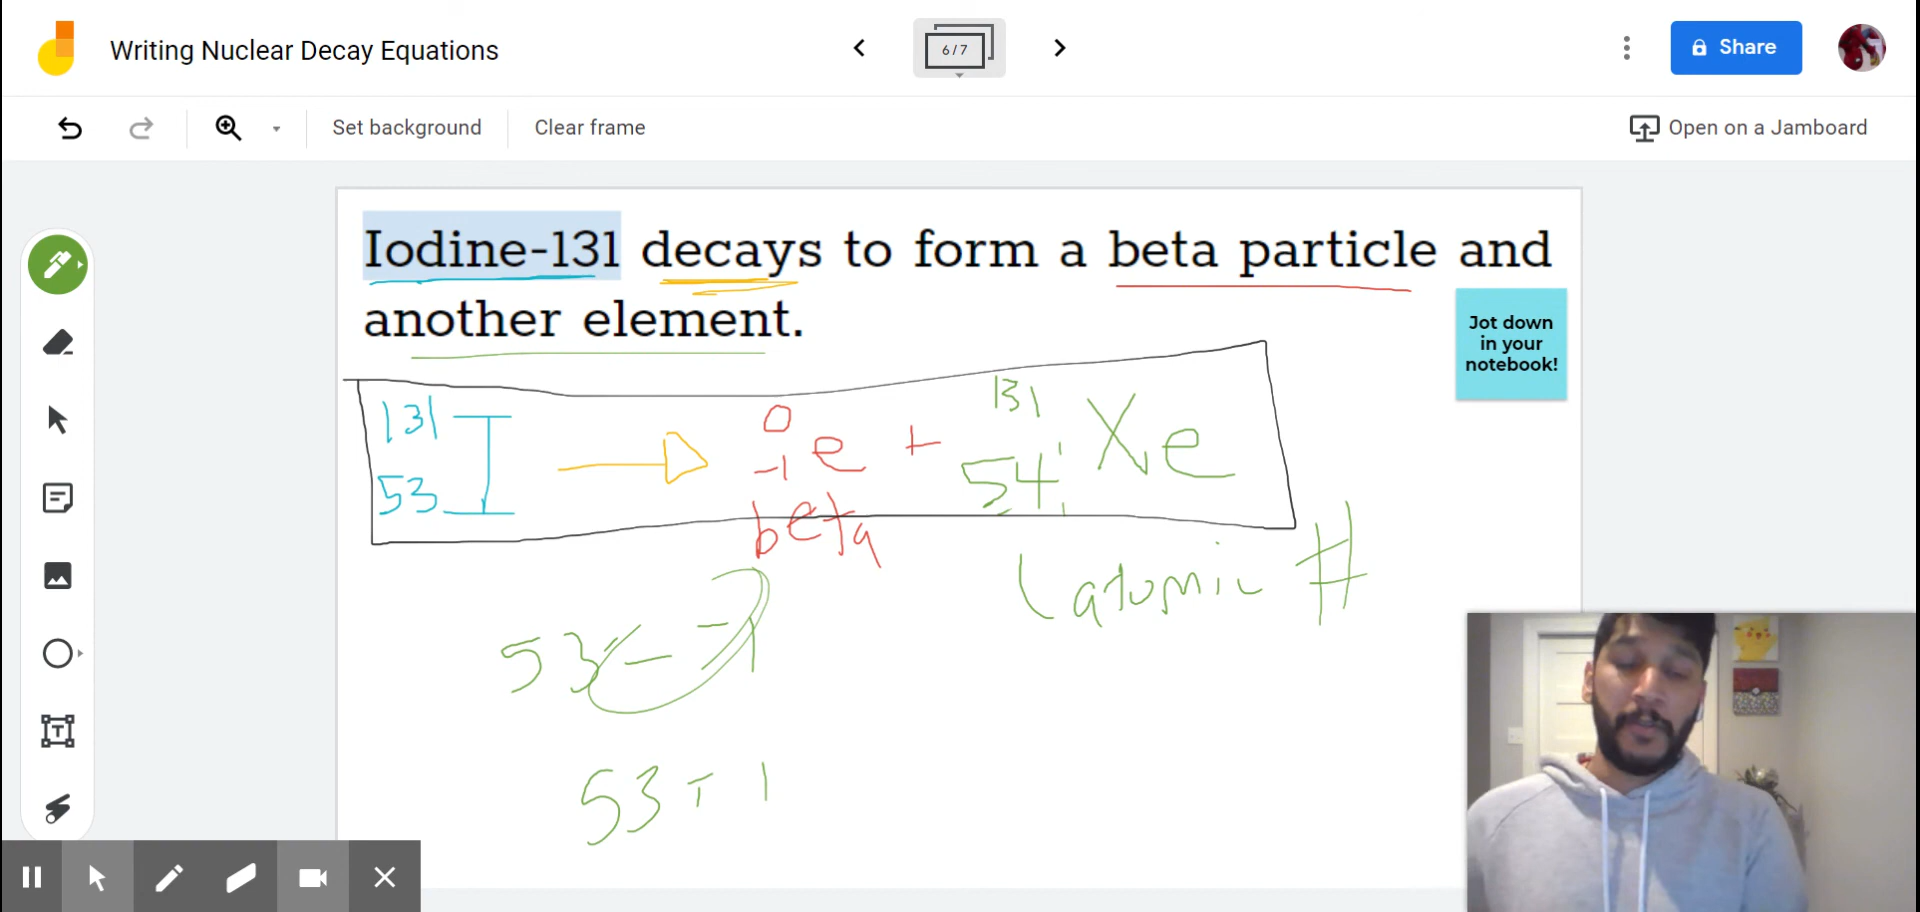 Writing Nuclear Decay Equations
6/7
Share
Set background
Clear frame
Open on a Jamboard
Iodine-131 decays to form a beta particle and
another element.
Jot down
in your
notebook!
131
53 I → 0 -1 e + 131 54 Xe
beta
atomic #
53 - -1
53 + 1
T